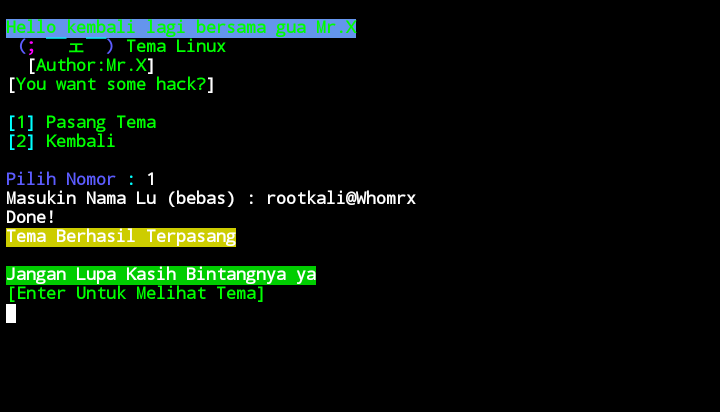 Hello kembali lagi bersama gua Mr.X
(; ￣ェ￣) Tema Linux
[Author:Mr.X]
[You want some hack?]
[1] Pasang Tema
[2] Kembali
Pilih Nomor : 1
Masukin Nama Lu (bebas) : rootkali@Whomrx
Done!
Tema Berhasil Terpasang
Jangan Lupa Kasih Bintangnya ya
[Enter Untuk Melihat Tema]